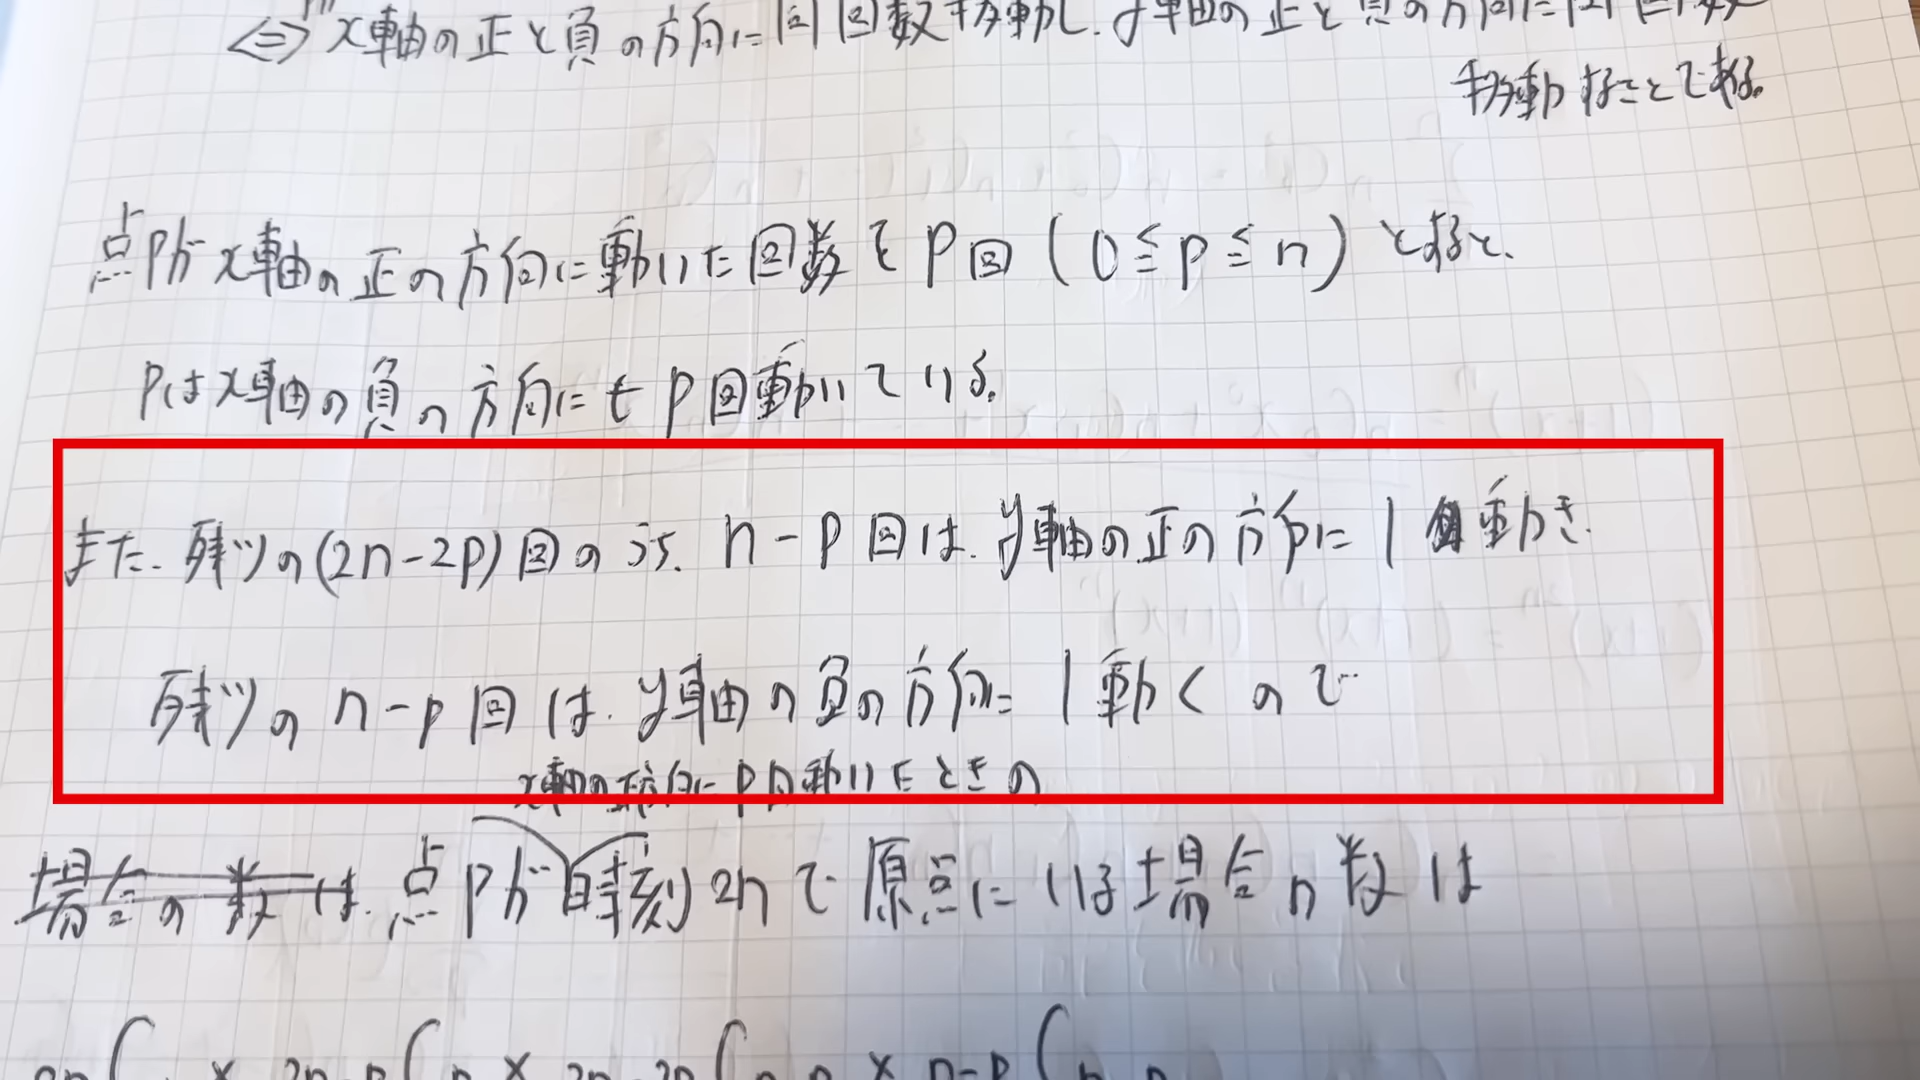 ⇔ x軸の正と負の方向に同回数移動し、y軸の正と負の方向に同回数
移動することである。
点Pが x軸の正の方向に動いた回数を p回 (0≦p≦n) とすると、
Pは x軸の負の方向にも p回動いている。
また、残りの(2n-2p)回のうち、n-p回は、y軸の正の方向に1動き、
残りの n-p回は、y軸の負の方向に1動くので
x軸の正方向にp回動いたときの
場合の数は、点Pが時刻2nで原点にいる場合の数は